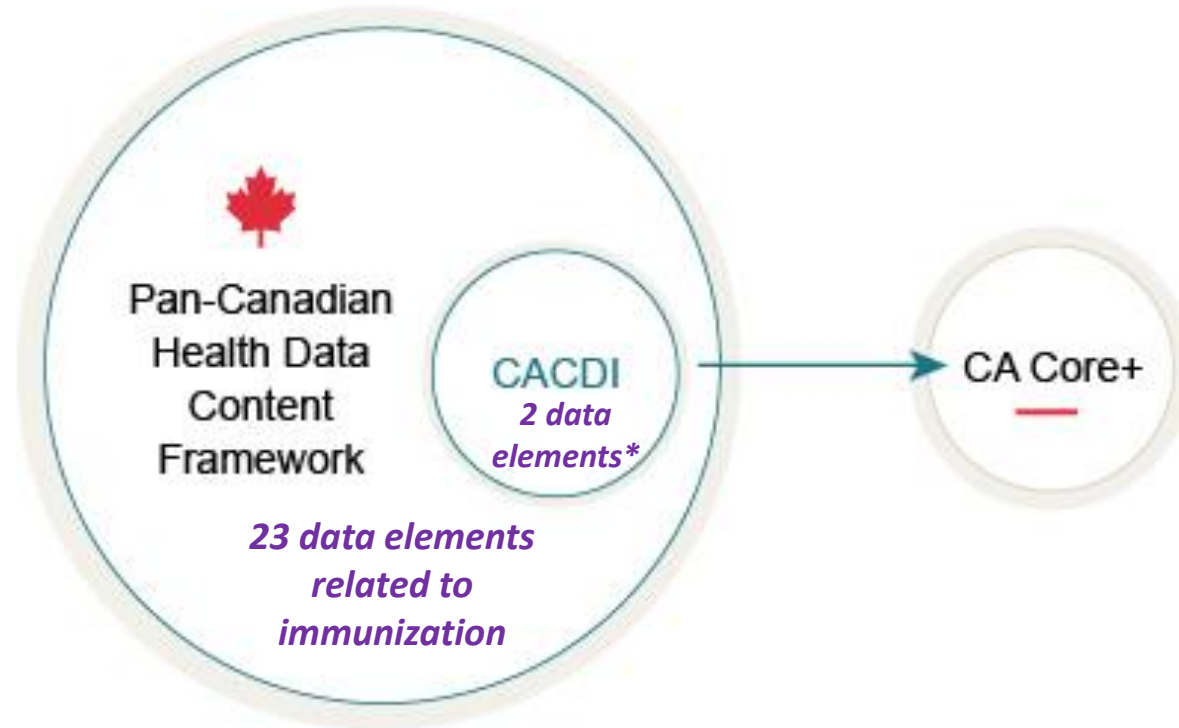 Pan-Canadian
Health Data
Content
Framework
23 data elements
related to
immunization
CACDI
2 data
elements*
CA Core+